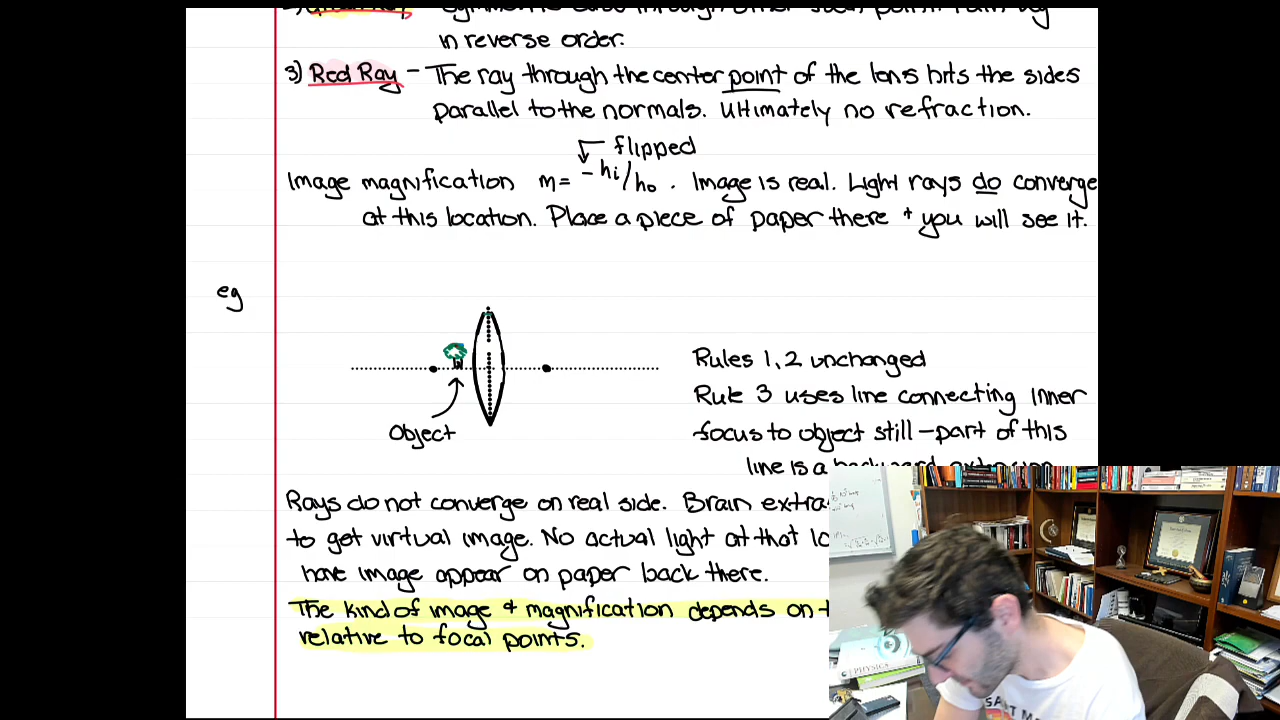 in reverse order.
3) Red Ray - The ray through the center point of the lens hits the sides
parallel to the normals. Ultimately no refraction.
flipped
Image magnification m = - hi/ho . Image is real. Light rays do converge
at this location. Place a piece of paper there + you will see it.
eg
Rules 1, 2 unchanged
Rule 3 uses line connecting inner
focus to object still - part of this
Object
line is a backward extension
Rays do not converge on real side. Brain extra
to get virtual image. No actual light at that lo
have image appear on paper back there.
The kind of image + magnification depends on t
relative to focal points.
PHYSICS